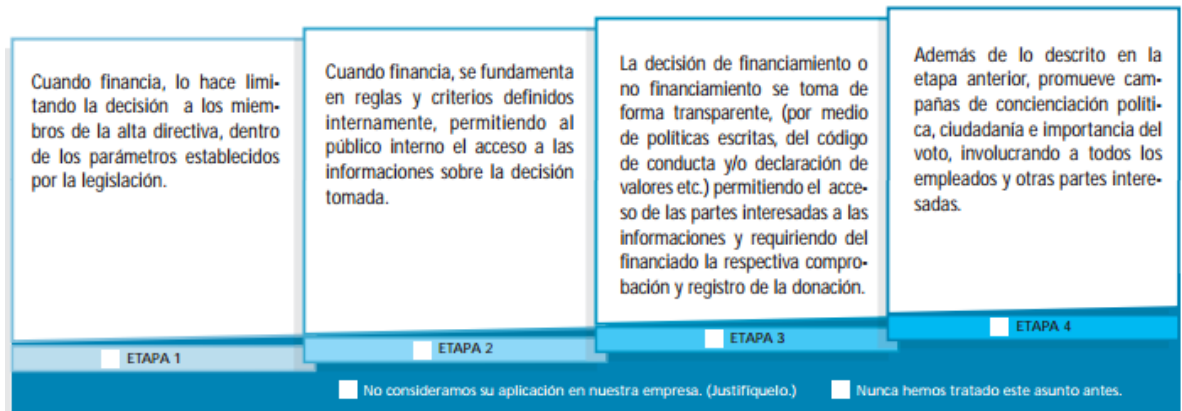 Cuando financia, lo hace limi-
tando la decisión a los miem-
bros de la alta directiva, dentro
de los parámetros establecidos
por la legislación.
ETAPA 1
Cuando financia, se fundamenta
en reglas y criterios definidos
internamente, permitiendo al
público interno el acceso a las
informaciones sobre la decisión
tomada.
ETAPA 2
La decisión de financiamiento o
no financiamiento se toma de
forma transparente, (por medio
de políticas escritas, del código
de conducta y/o declaración de
valores etc.) permitiendo el acce-
so de las partes interesadas a las
informaciones y requiriendo del
financiado la respectiva compro-
bación y registro de la donación.
ETAPA 3
Además de lo descrito en la
etapa anterior, promueve cam-
pañas de concienciación políti-
ca, ciudadanía e importancia del
voto, involucrando a todos los
empleados y otras partes intere-
sadas.
ETAPA 4
No consideramos su aplicación en nuestra empresa. (Justifíquelo.)
Nunca hemos tratado este asunto antes.